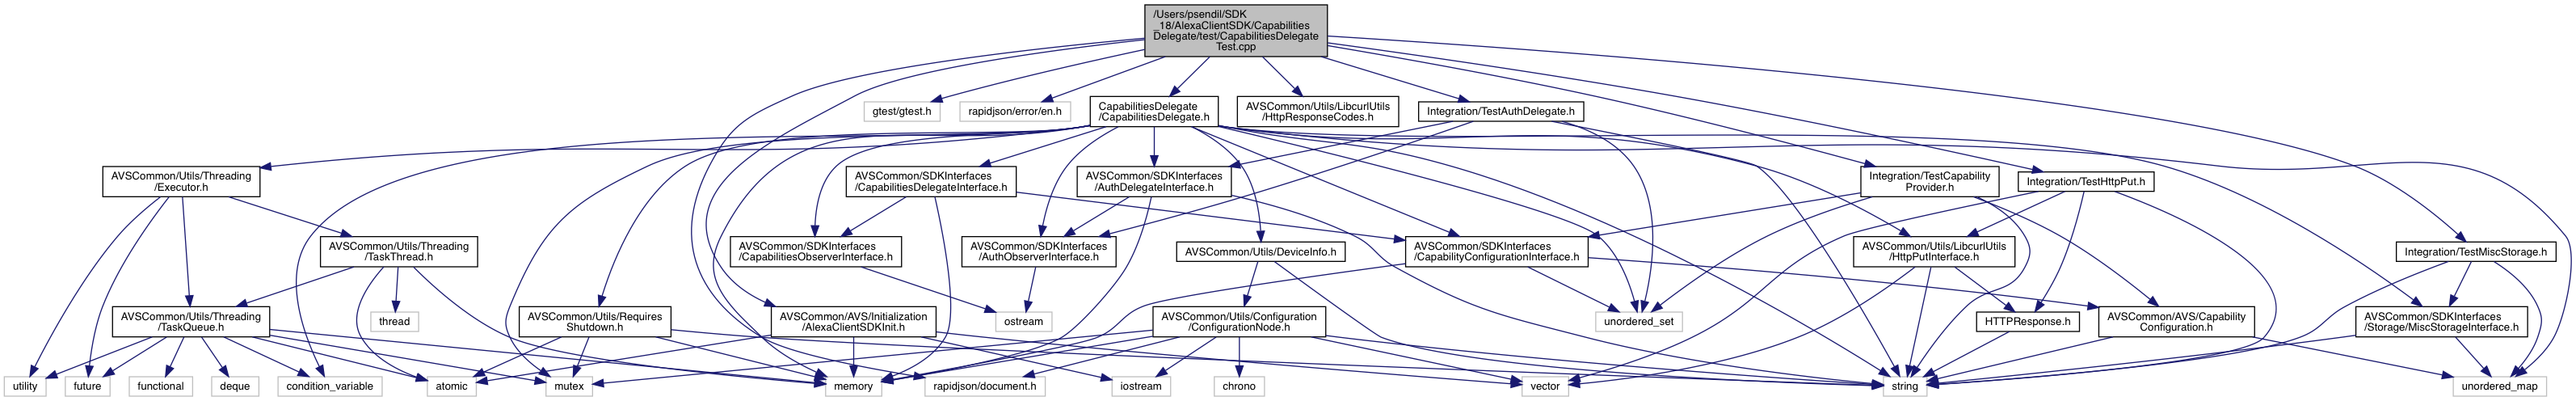 /Users/psendil/SDK
_18/AlexaClientSDK/Capabilities
Delegate/test/CapabilitiesDelegate
Test.cpp
gtest/gtest.h
rapidjson/error/en.h
CapabilitiesDelegate
/CapabilitiesDelegate.h
AVSCommon/Utils/LibcurlUtils
/HttpResponseCodes.h
Integration/TestAuthDelegate.h
AVSCommon/Utils/Threading
/Executor.h
AVSCommon/SDKInterfaces
/CapabilitiesDelegateInterface.h
AVSCommon/SDKInterfaces
/AuthDelegateInterface.h
Integration/TestCapability
Provider.h
Integration/TestHttpPut.h
AVSCommon/Utils/Threading
/TaskThread.h
AVSCommon/SDKInterfaces
/CapabilitiesObserverInterface.h
AVSCommon/SDKInterfaces
/AuthObserverInterface.h
AVSCommon/Utils/DeviceInfo.h
AVSCommon/SDKInterfaces
/CapabilityConfigurationInterface.h
AVSCommon/Utils/LibcurlUtils
/HttpPutInterface.h
Integration/TestMiscStorage.h
AVSCommon/Utils/Threading
/TaskQueue.h
thread
AVSCommon/Utils/Requires
Shutdown.h
AVSCommon/AVS/Initialization
/AlexaClientSDKInit.h
ostream
AVSCommon/Utils/Configuration
/ConfigurationNode.h
unordered_set
HTTPResponse.h
AVSCommon/AVS/Capability
Configuration.h
AVSCommon/SDKInterfaces
/Storage/MiscStorageInterface.h
utility
future
functional
deque
condition_variable
atomic
mutex
memory
rapidjson/document.h
iostream
chrono
vector
string
unordered_map